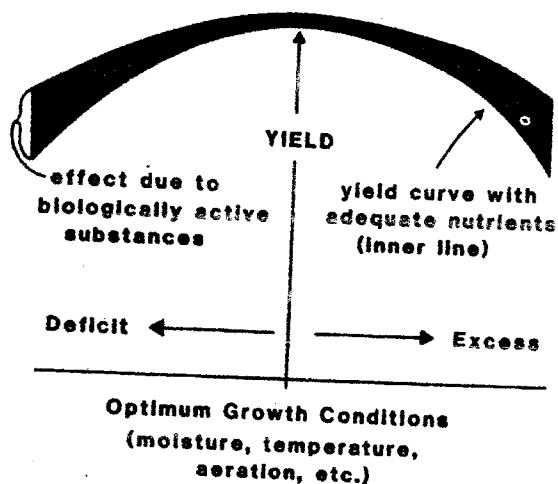 YIELD
effect due to
biologically active
substances
yield curve with
adequate nutrients
(inner line)
Deficit
Excess
Optimum Growth Conditions
(moisture, temperature,
aeration, etc.)